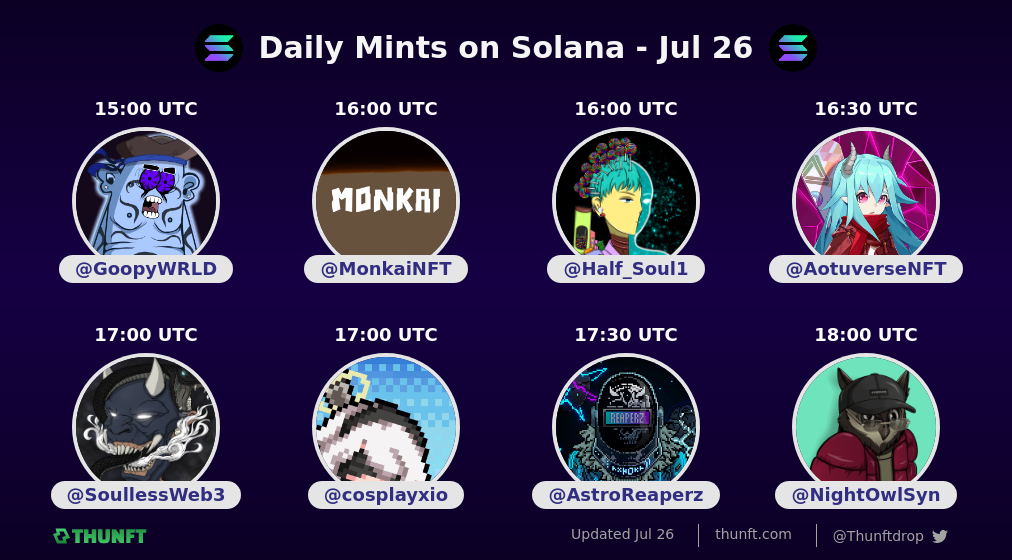 Daily Mints on Solana - Jul 26
15:00 UTC
16:00 UTC
16:00 UTC
16:30 UTC
MONKAI
@GoopyWRLD
@MonkaiNFT
@Half_Soul1
@AotuverseNFT
17:00 UTC
17:00 UTC
17:30 UTC
18:00 UTC
REAPERZ
@SoullessWeb3
@cosplayxio
@AstroReaperz
@NightOwlSyn
THUNFT
Updated Jul 26
thunft.com
@Thunftdrop